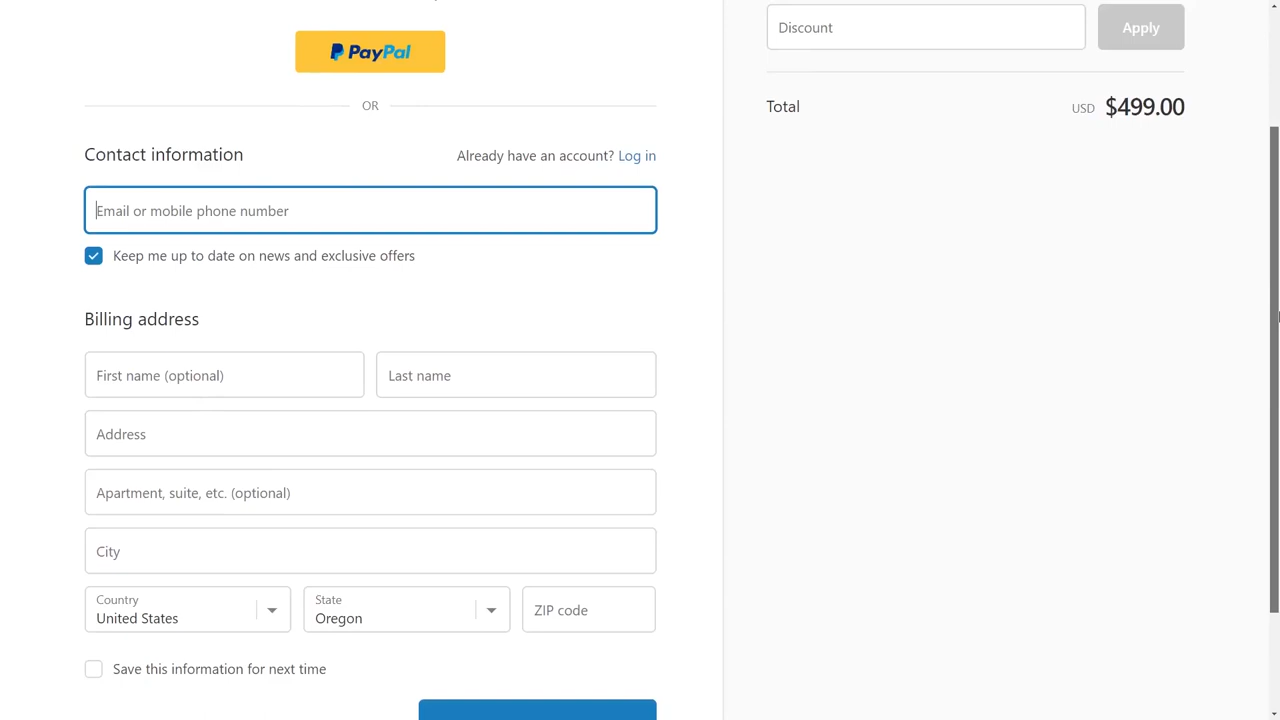 PayPal
OR
Contact information
Already have an account? Log in
Email or mobile phone number
Keep me up to date on news and exclusive offers
Billing address
First name (optional)
Last name
Address
Apartment, suite, etc. (optional)
City
Country
United States
State
Oregon
ZIP code
Save this information for next time
Discount
Apply
Total
USD $499.00